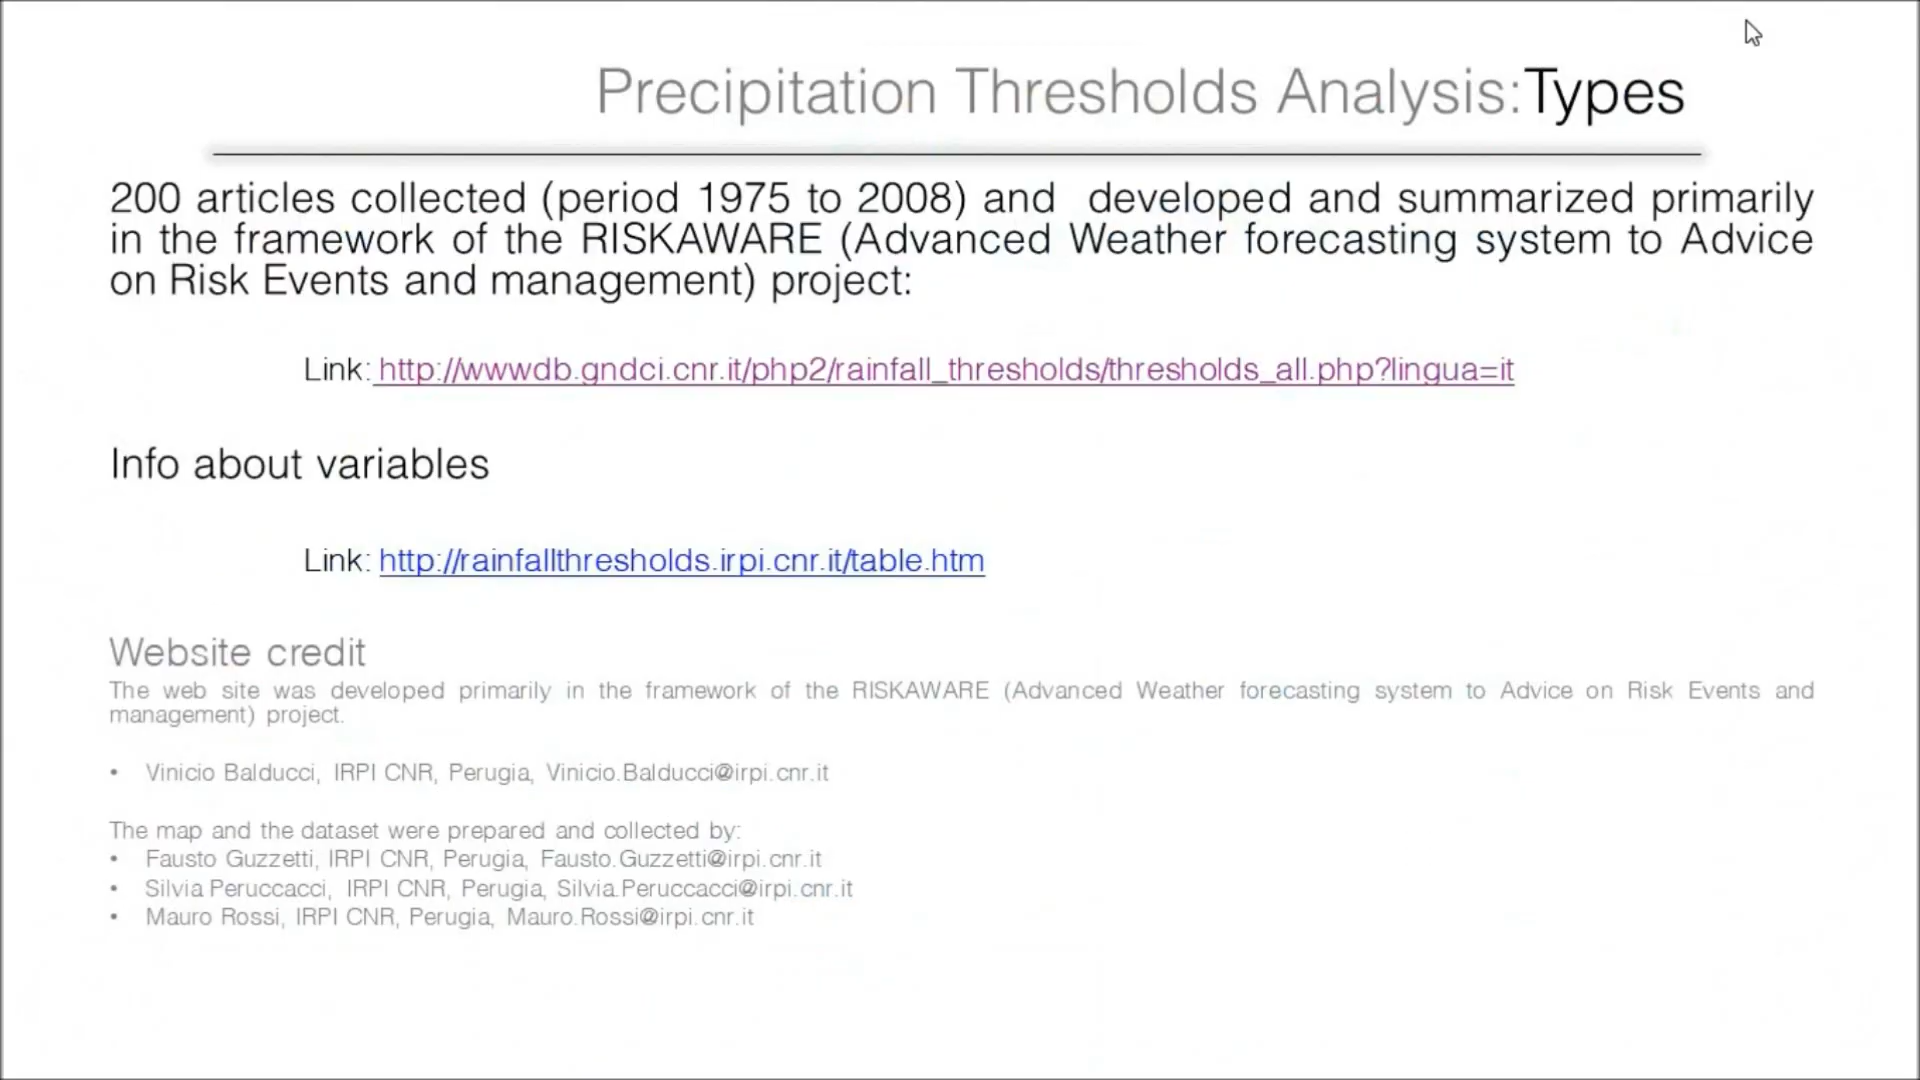 Precipitation Thresholds Analysis:Types
200 articles collected (period 1975 to 2008) and developed and summarized primarily
in the framework of the RISKAWARE (Advanced Weather forecasting system to Advice
on Risk Events and management) project:
Link: http://wwwdb.gndci.cnr.it/php2/rainfall_thresholds/thresholds_all.php?lingua=it
Info about variables
Link: http://rainfallthresholds.irpi.cnr.it/table.htm
Website credit
The web site was developed primarily in the framework of the RISKAWARE (Advanced Weather forecasting system to Advice on Risk Events and
management) project.
• Vinicio Balducci, IRPI CNR, Perugia, Vinicio.Balducci@irpi.cnr.it
The map and the dataset were prepared and collected by:
• Fausto Guzzetti, IRPI CNR, Perugia, Fausto.Guzzetti@irpi.cnr.it
• Silvia Peruccacci, IRPI CNR, Perugia, Silvia.Peruccacci@irpi.cnr.it
• Mauro Rossi, IRPI CNR, Perugia, Mauro.Rossi@irpi.cnr.it